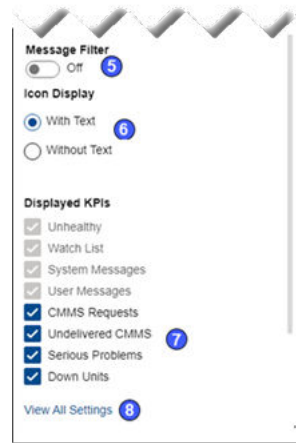 Message Filter
Off 5
Icon Display
With Text
6
Without Text
Displayed KPIs
Unhealthy
Watch List
System Messages
User Messages
CMMS Requests
Undelivered CMMS
7
Serious Problems
Down Units
View All Settings 8